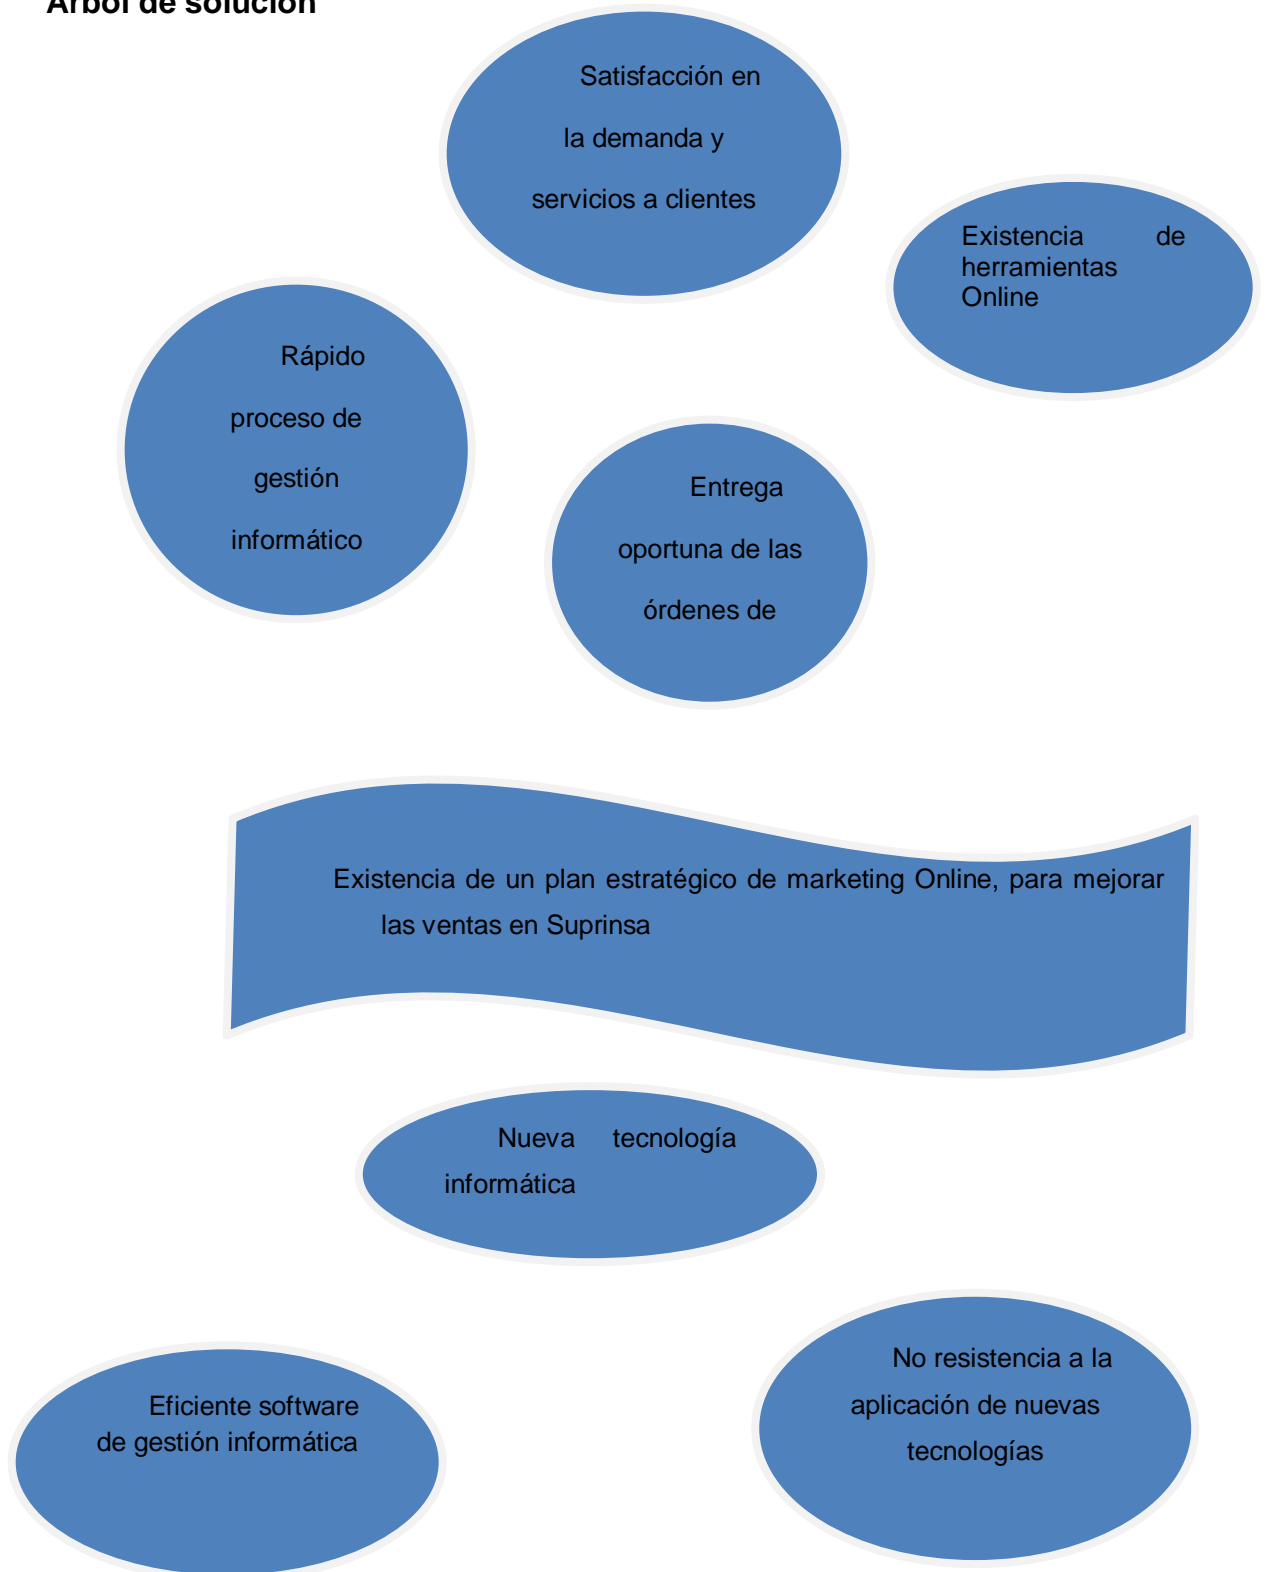 Árbol de solución
Satisfacción en
la demanda y
servicios a clientes
Existencia de
herramientas
Online
Rápido
proceso de
gestión
informático
Entrega
oportuna de las
órdenes de
Existencia de un plan estratégico de marketing Online, para mejorar
las ventas en Suprinsa
Nueva tecnología
informática
No resistencia a la
aplicación de nuevas
tecnologías
Eficiente software
de gestión informática